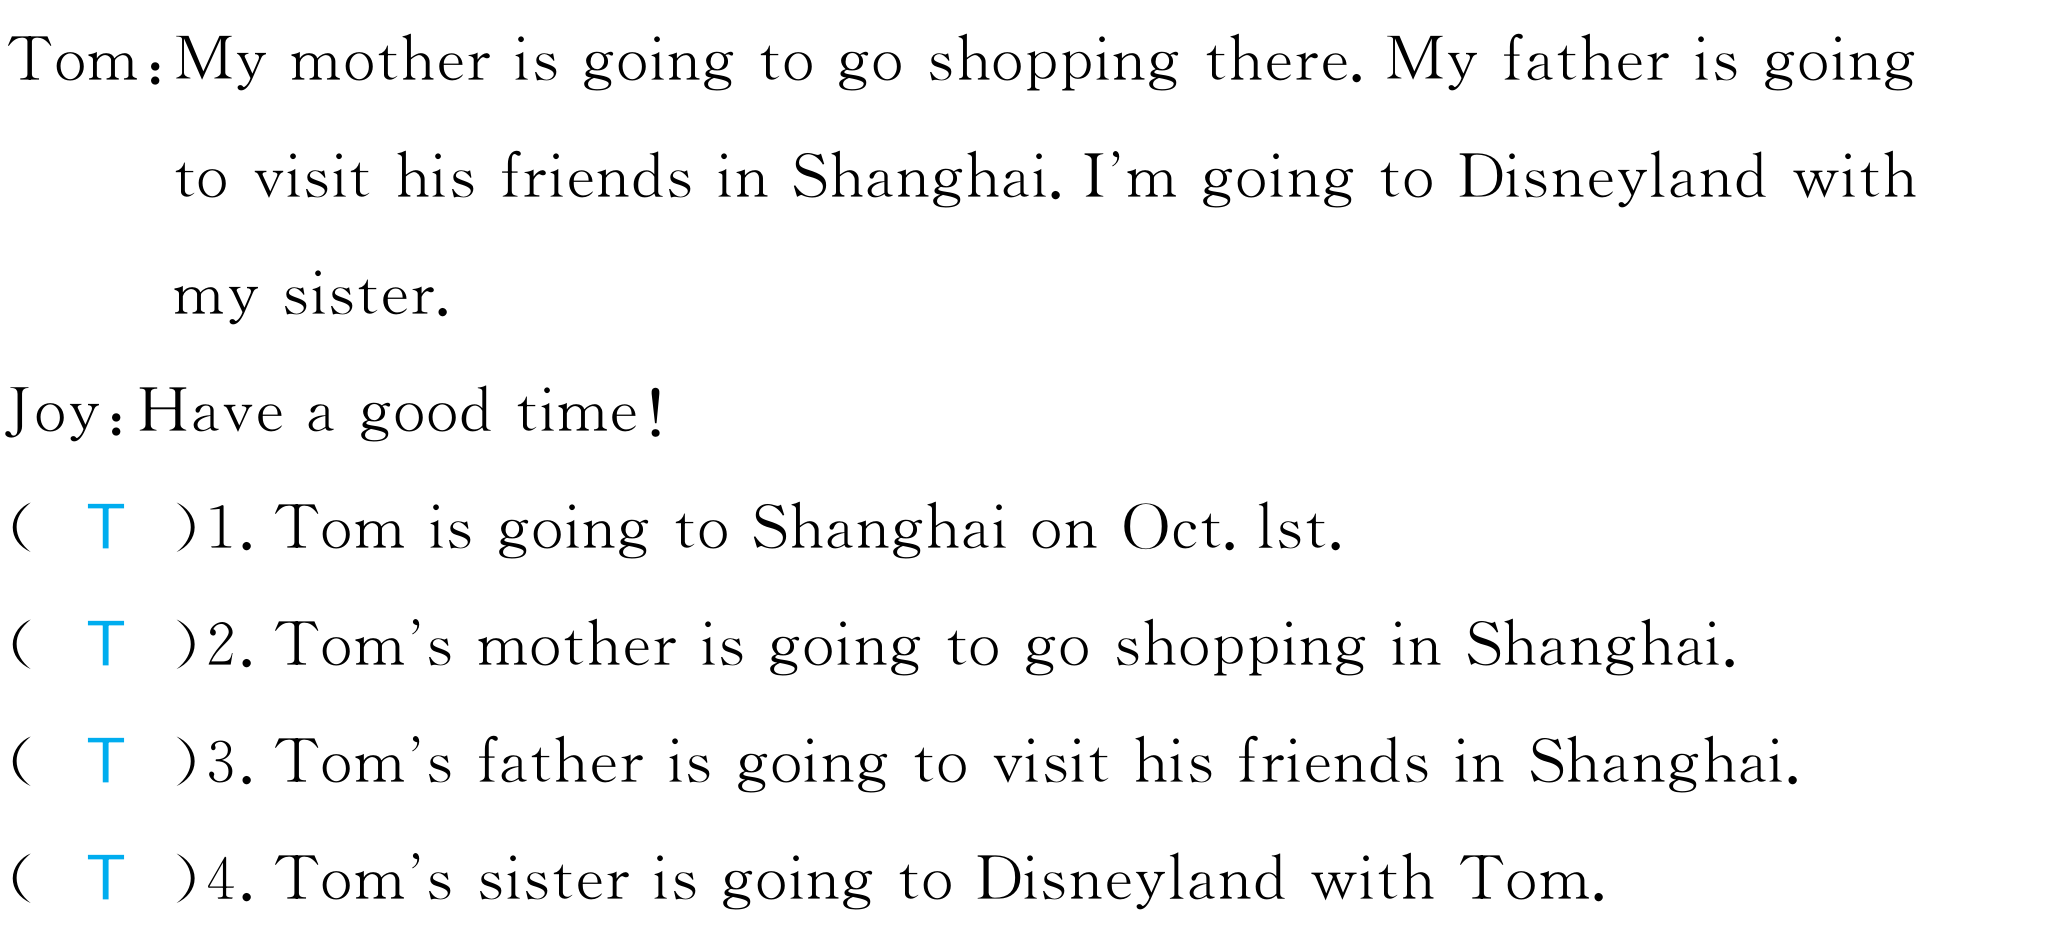 Tom:My mother is going to go shopping there. My father is going
to visit his friends in Shanghai. I'm going to Disneyland with
my sister.
Joy:Have a good time!
( T )1. Tom is going to Shanghai on Oct. lst.
( T )2. Tom's mother is going to go shopping in Shanghai.
( T )3. Tom's father is going to visit his friends in Shanghai.
( T )4. Tom's sister is going to Disneyland with Tom.